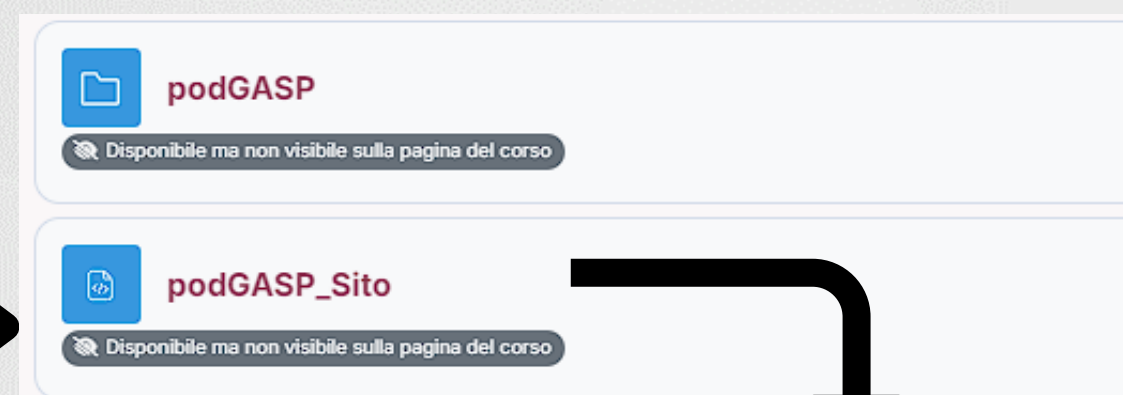 podGASP
Disponibile ma non visibile sulla pagina del corso
podGASP_Sito
Disponibile ma non visibile sulla pagina del corso